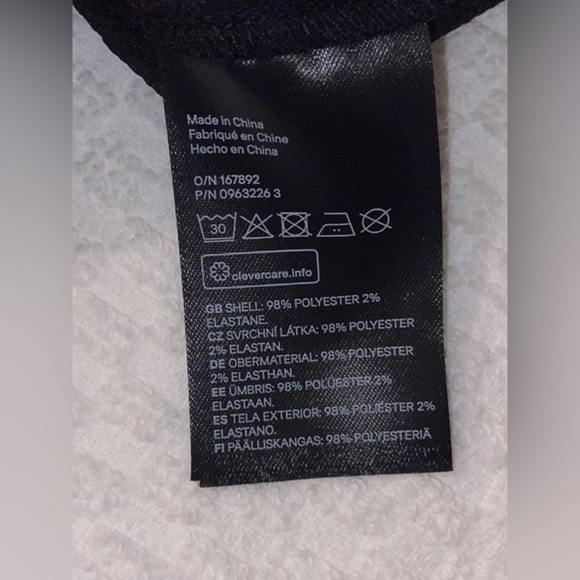 Made in China
Fabriqué en Chine
Hecho en China
O/N 167892
P/N 0963226 3
30
clevercare.info
GB SHELL: 98% POLYESTER 2%
ELASTANE.
CZ SVRCHNÍ LÁTKA: 98% POLYESTER
2% ELASTAN.
DE OBERMATERIAL: 98% POLYESTER
2% ELASTHAN.
EE ÜMBRIS: 98% POLÜESTER 2%
ELASTAAN.
ES TELA EXTERIOR: 98% POLYESTER 2%
ELASTANO.
FI PÄÄLLISKANGAS: 98% POLYESTERIÄ